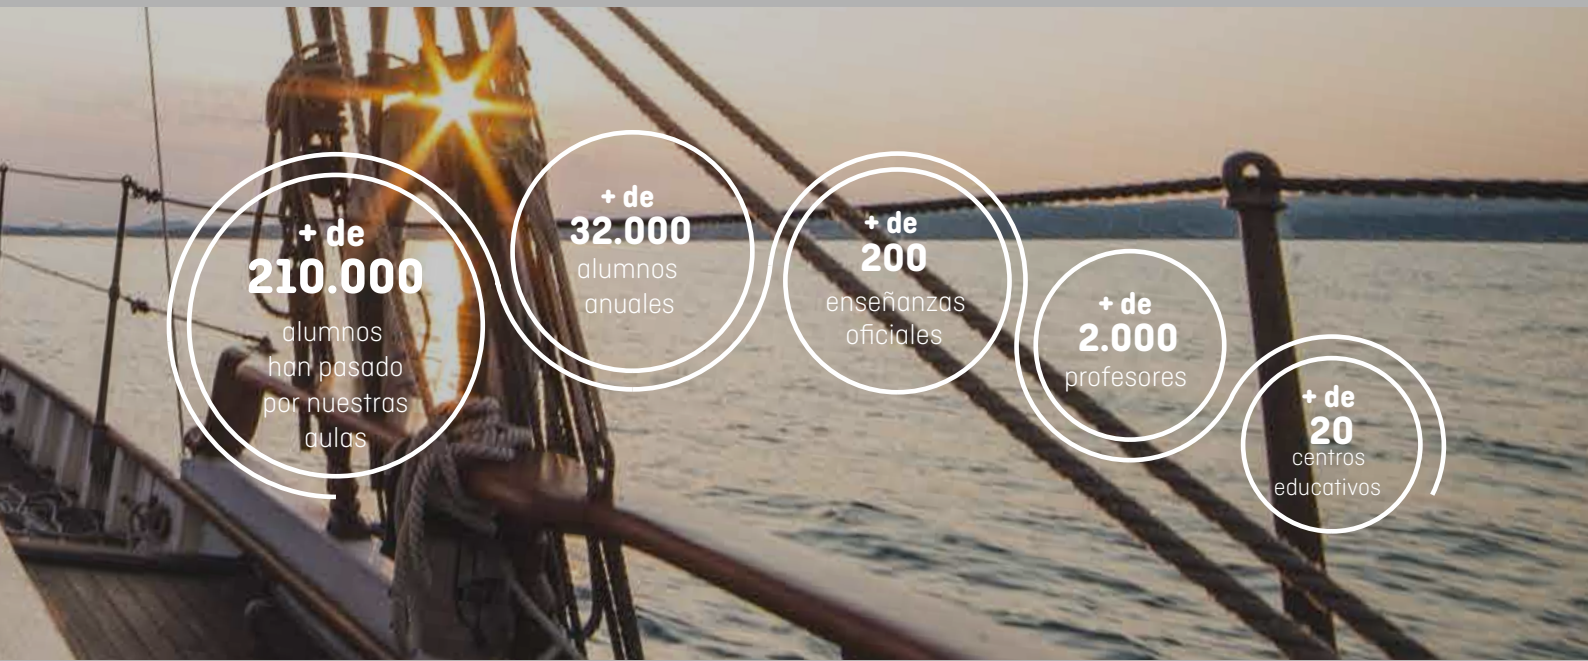 + de
210.000
alumnos
han pasado
por nuestras
aulas
+ de
32.000
alumnos
anuales
+ de
200
enseñanzas
oficiales
+ de
2.000
profesores
+ de
20
centros
educativos